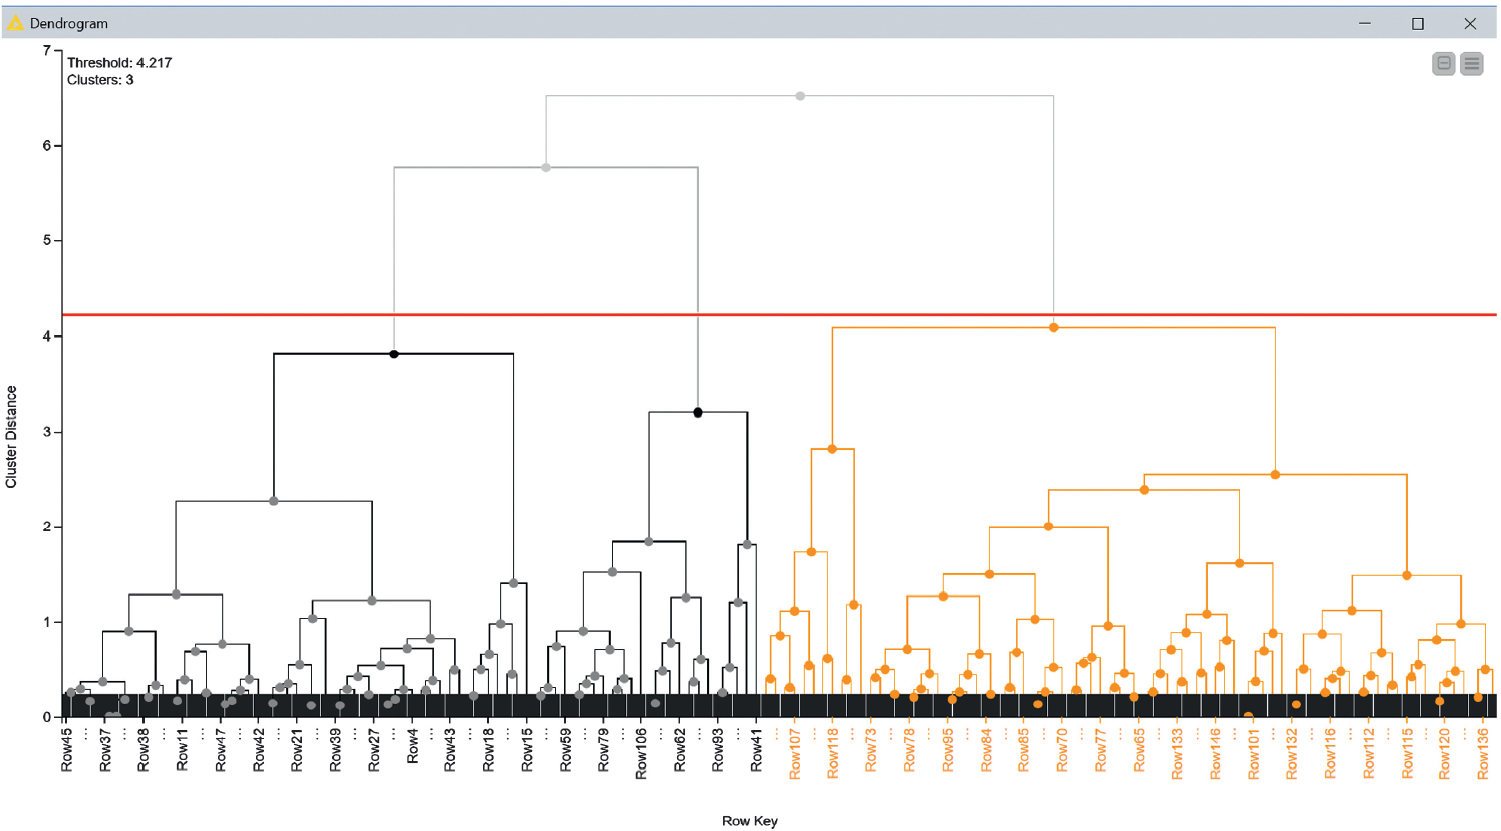 Dendrogram
Threshold: 4.217
Clusters: 3
7
6
5
4
3
2
1
0
Cluster Distance
Row45 ... Row37 ... Row38 ... Row11 ... Row47 ... Row42 ... Row21 ... Row39 ... Row27 ... Row4 ... Row43 ... Row18 ... Row15 ... Row59 ... Row79 ... Row106 ... Row62 ... Row93 ... Row41 ... Row107 ... Row118 ... Row73 ... Row78 ... Row95 ... Row84 ... Row85 ... Row70 ... Row77 ... Row65 ... Row133 ... Row146 ... Row101 ... Row132 ... Row116 ... Row112 ... Row115 ... Row120 ... Row136
Row Key